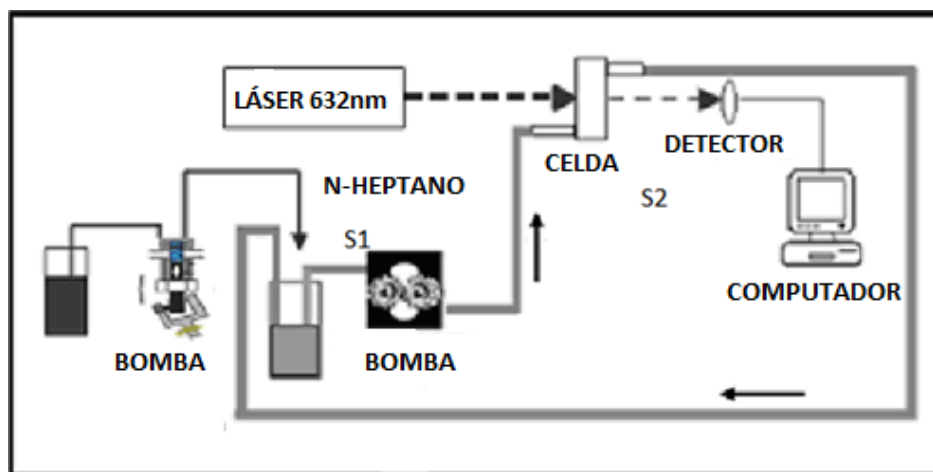 LÁSER 632nm
CELDA
DETECTOR
N-HEPTANO
S1
S2
COMPUTADOR
BOMBA
BOMBA